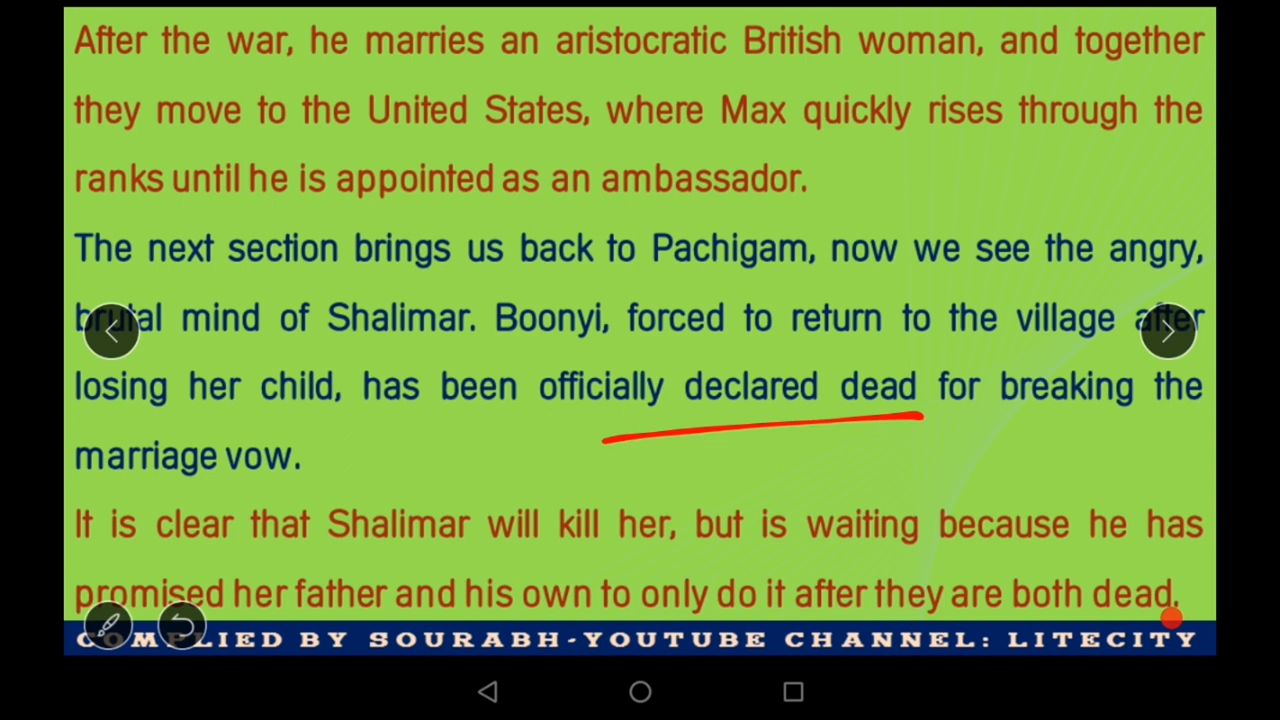 After the war, he marries an aristocratic British woman, and together
they move to the United States, where Max quickly rises through the
ranks until he is appointed as an ambassador.
The next section brings us back to Pachigam, now we see the angry,
brutal mind of Shalimar. Boonyi, forced to return to the village after
losing her child, has been officially declared dead for breaking the
marriage vow.
It is clear that Shalimar will kill her, but is waiting because he has
promised her father and his own to only do it after they are both dead.
COMPLIED BY SOURABH-YOUTUBE CHANNEL: LITECITY